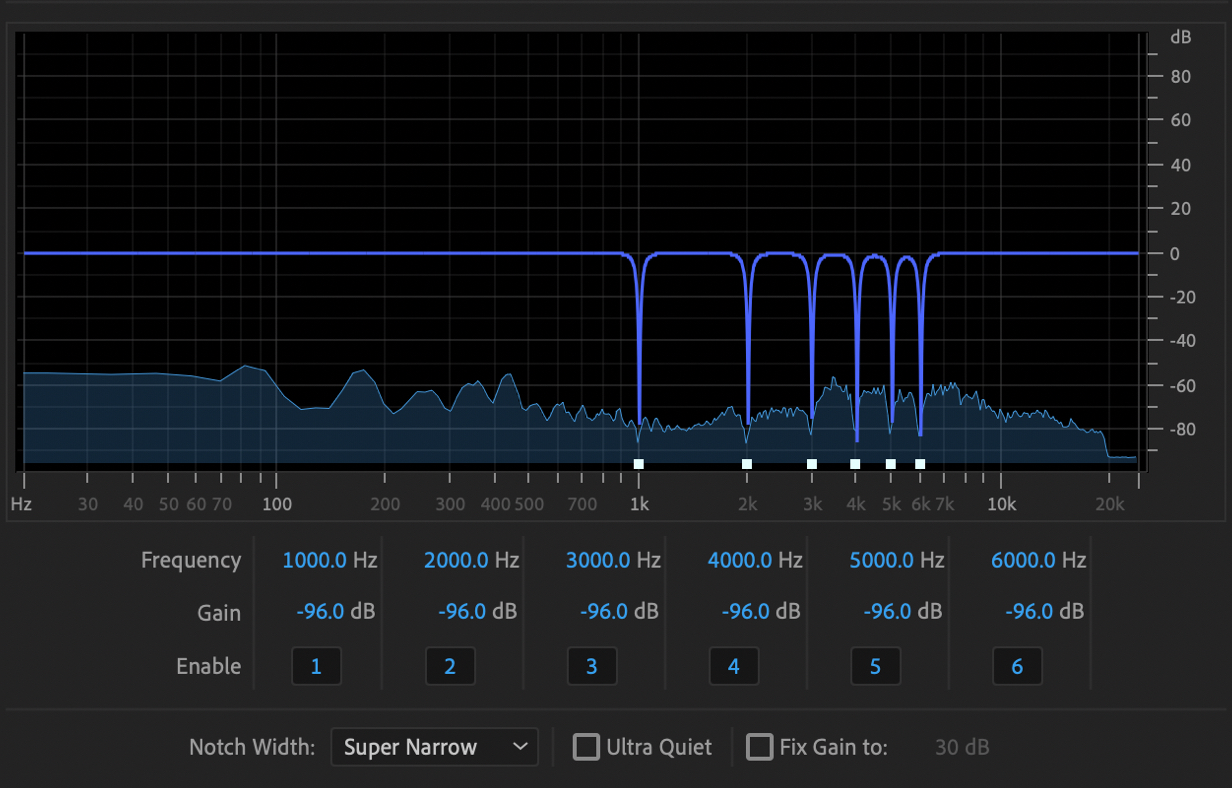 dB
80
60
40
20
0
-20
-40
-60
-80
Hz 30 40 50 60 70 100 200 300 400 500 700 1k 2k 3k 4k 5k 6k 7k 10k 20k
Frequency 1000.0 Hz 2000.0 Hz 3000.0 Hz 4000.0 Hz 5000.0 Hz 6000.0 Hz
Gain -96.0 dB -96.0 dB -96.0 dB -96.0 dB -96.0 dB -96.0 dB
Enable 1 2 3 4 5 6
Notch Width: Super Narrow Ultra Quiet Fix Gain to: 30 dB